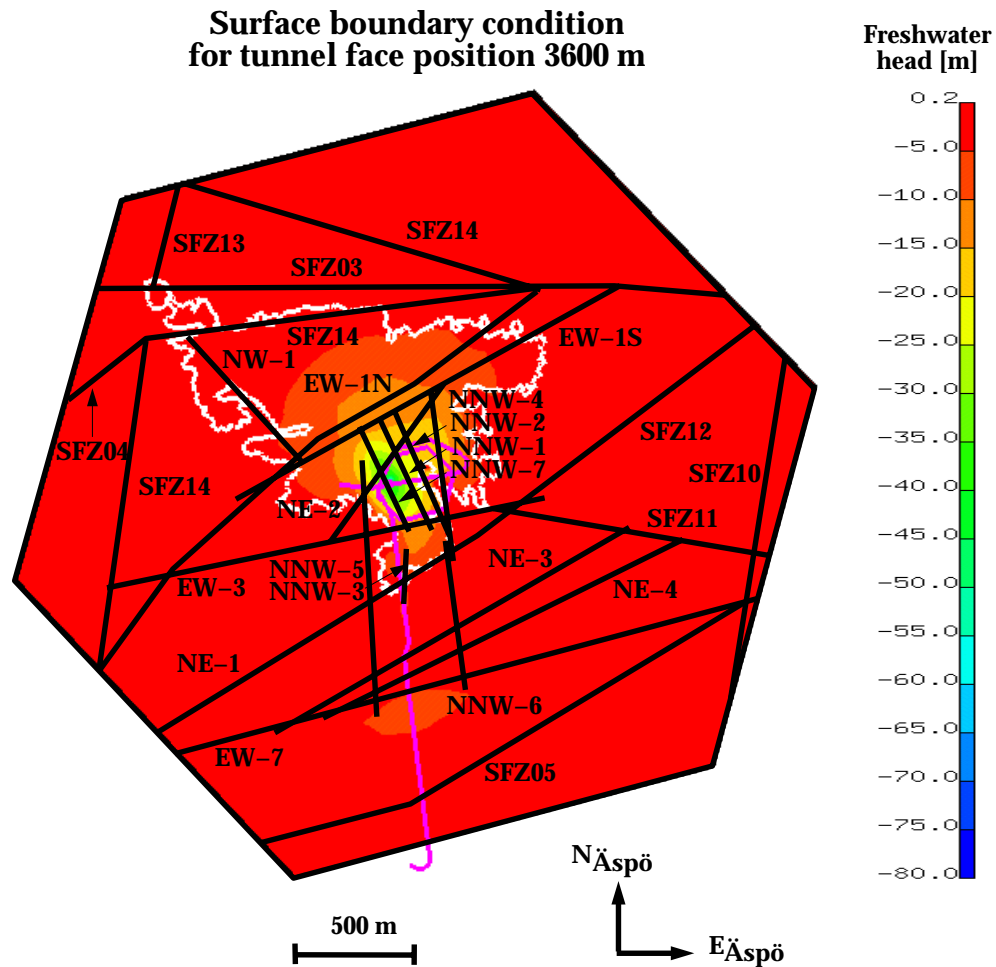 Surface boundary condition
for tunnel face position 3600 m
Freshwater
head [m]
0.2
−5.0
−10.0
−15.0
−20.0
−25.0
−30.0
−35.0
−40.0
−45.0
−50.0
−55.0
−60.0
−65.0
−70.0
−75.0
−80.0
SFZ13
SFZ14
SFZ03
SFZ14
EW−1S
NW−1
EW−1N
NNW−4
NNW−2
NNW−1
NNW−7
SFZ12
SFZ04
SFZ10
SFZ14
NE−2
SFZ11
NE−3
NNW−5
EW−3
NNW−3
NE−4
NE−1
NNW−6
EW−7
SFZ05
NÄspö
500 m
EÄspö